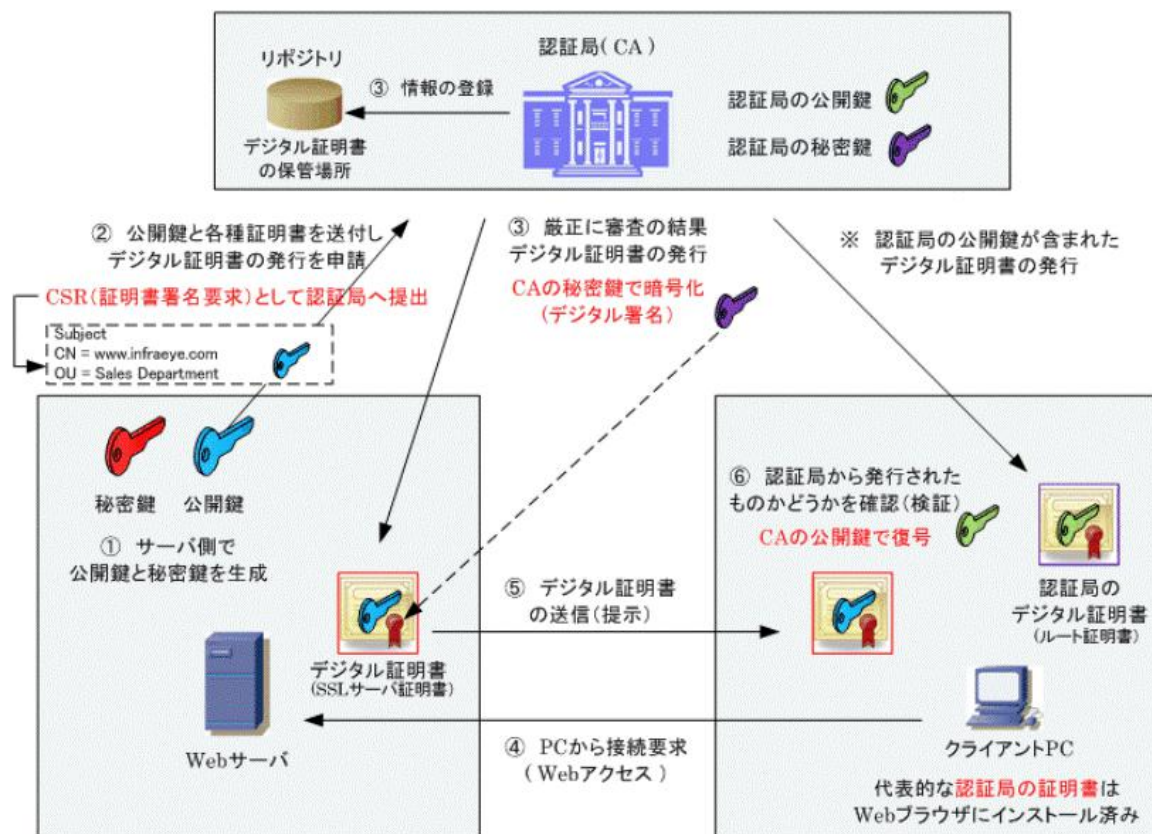 認証局( CA )
リポジトリ
③ 情報の登録
デジタル証明書
の保管場所
認証局の公開鍵
認証局の秘密鍵
② 公開鍵と各種証明書を送付し
デジタル証明書の発行を申請
CSR(証明書署名要求)として認証局へ提出
Subject
CN = www.infraeye.com
OU = Sales Department
③ 厳正に審査の結果
デジタル証明書の発行
CAの秘密鍵で暗号化
(デジタル署名)
※ 認証局の公開鍵が含まれた
デジタル証明書の発行
秘密鍵
公開鍵
① サーバ側で
公開鍵と秘密鍵を生成
デジタル証明書
(SSLサーバ証明書)
Webサーバ
⑤ デジタル証明書
の送信(提示)
④ PCから接続要求
( Webアクセス )
⑥ 認証局から発行された
ものかどうかを確認(検証)
CAの公開鍵で復号
認証局の
デジタル証明書
(ルート証明書)
クライアントPC
代表的な認証局の証明書は
Webブラウザにインストール済み